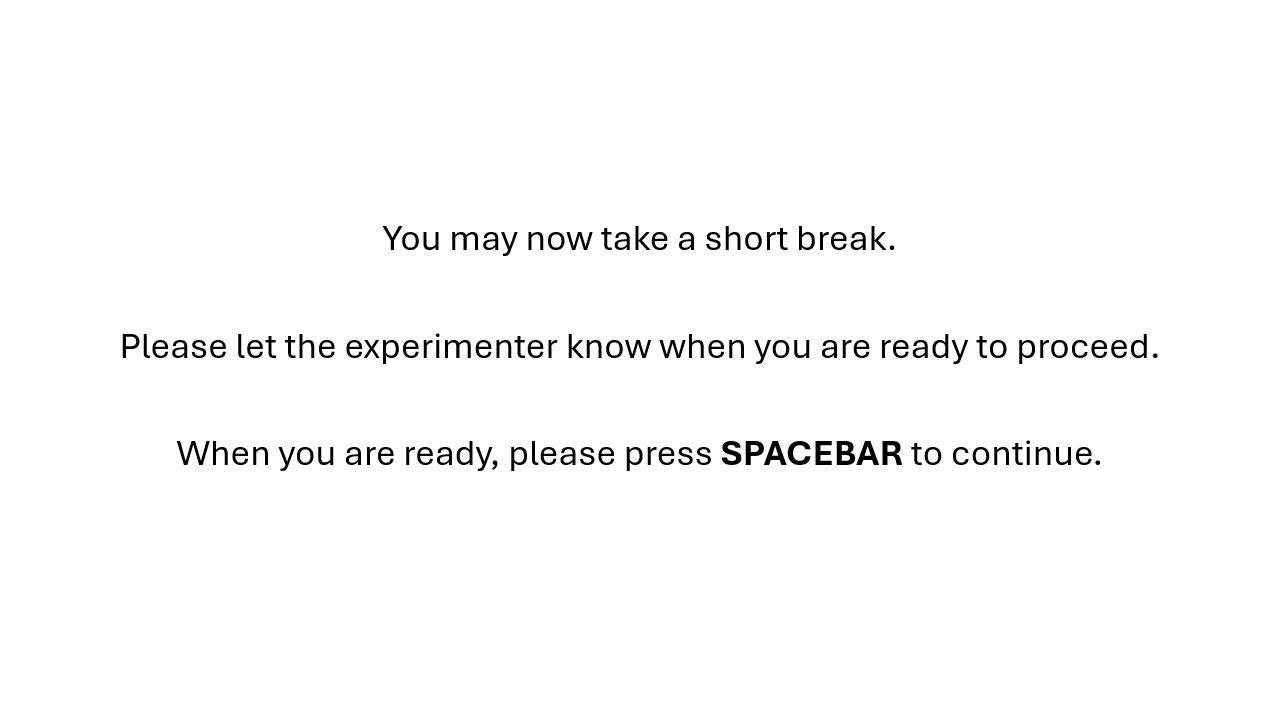 You may now take a short break.
Please let the experimenter know when you are ready to proceed.
When you are ready, please press SPACEBAR to continue.